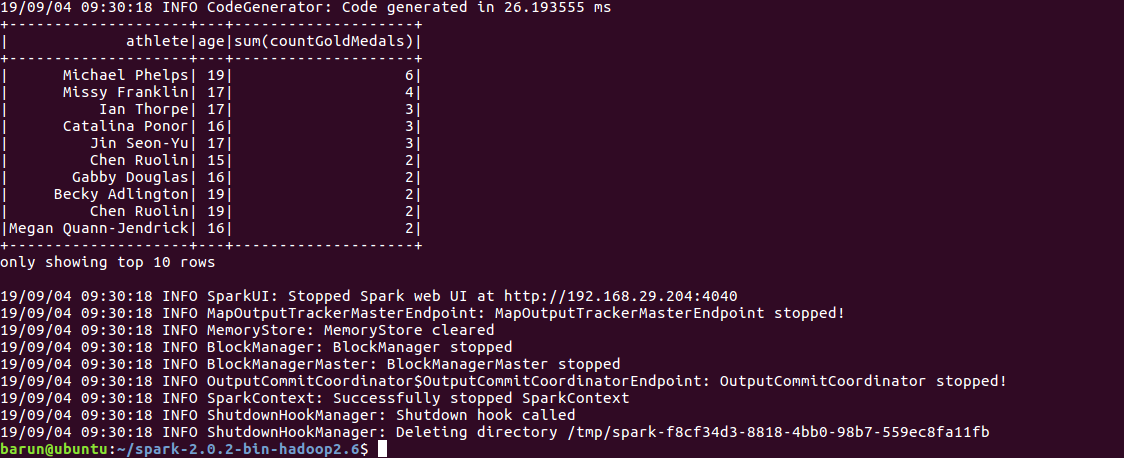 19/09/04 09:30:18 INFO CodeGenerator: Code generated in 26.193555 ms
+--------------------+---+--------------------+
|             athlete|age|sum(countGoldMedals)|
+--------------------+---+--------------------+
|      Michael Phelps| 19|                   6|
|      Missy Franklin| 17|                   4|
|          Ian Thorpe| 17|                   3|
|      Catalina Ponor| 16|                   3|
|         Jin Seon-Yu| 17|                   3|
|         Chen Ruolin| 15|                   2|
|       Gabby Douglas| 16|                   2|
|     Becky Adlington| 19|                   2|
|         Chen Ruolin| 19|                   2|
|Megan Quann-Jendrick| 16|                   2|
+--------------------+---+--------------------+
only showing top 10 rows
19/09/04 09:30:18 INFO SparkUI: Stopped Spark web UI at http://192.168.29.204:4040
19/09/04 09:30:18 INFO MapOutputTrackerMasterEndpoint: MapOutputTrackerMasterEndpoint stopped!
19/09/04 09:30:18 INFO MemoryStore: MemoryStore cleared
19/09/04 09:30:18 INFO BlockManager: BlockManager stopped
19/09/04 09:30:18 INFO BlockManagerMaster: BlockManagerMaster stopped
19/09/04 09:30:18 INFO OutputCommitCoordinator$OutputCommitCoordinatorEndpoint: OutputCommitCoordinator stopped!
19/09/04 09:30:18 INFO SparkContext: Successfully stopped SparkContext
19/09/04 09:30:18 INFO ShutdownHookManager: Shutdown hook called
19/09/04 09:30:18 INFO ShutdownHookManager: Deleting directory /tmp/spark-f8cf34d3-8818-4bb0-98b7-559ec8fa11fb
barun@ubuntu:~/spark-2.0.2-bin-hadoop2.6$